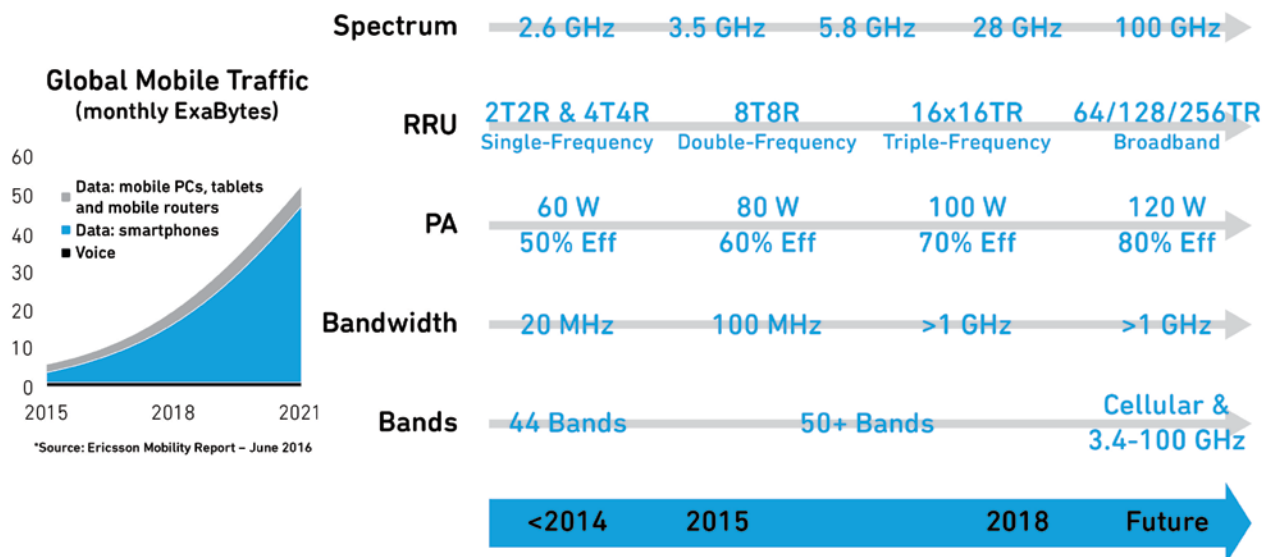 Global Mobile Traffic
(monthly ExaBytes)
60
50
40
30
20
10
0
Data: mobile PCs, tablets
and mobile routers
Data: smartphones
Voice
2015 2018 2021
*Source: Ericsson Mobility Report – June 2016
Spectrum 2.6 GHz 3.5 GHz 5.8 GHz 28 GHz 100 GHz
RRU
2T2R & 4T4R 8T8R 16x16TR 64/128/256TR
Single-Frequency Double-Frequency Triple-Frequency Broadband
PA
60 W 80 W 100 W 120 W
50% Eff 60% Eff 70% Eff 80% Eff
Bandwidth 20 MHz 100 MHz >1 GHz >1 GHz
Bands 44 Bands 50+ Bands
Cellular &
3.4-100 GHz
<2014 2015 2018 Future